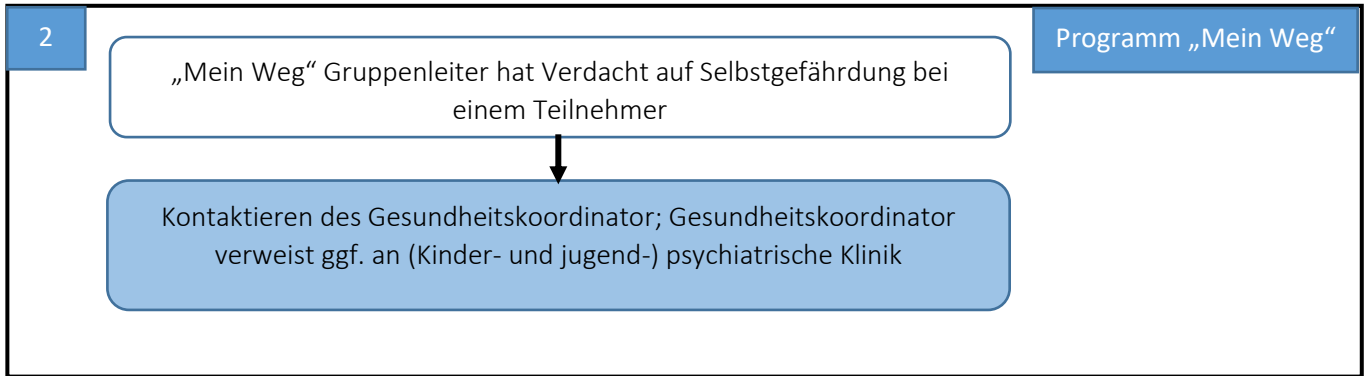 2
Programm „Mein Weg“
„Mein Weg“ Gruppenleiter hat Verdacht auf Selbstgefährdung bei
einem Teilnehmer
Kontaktieren des Gesundheitskoordinator; Gesundheitskoordinator
verweist ggf. an (Kinder- und jugend-) psychiatrische Klinik